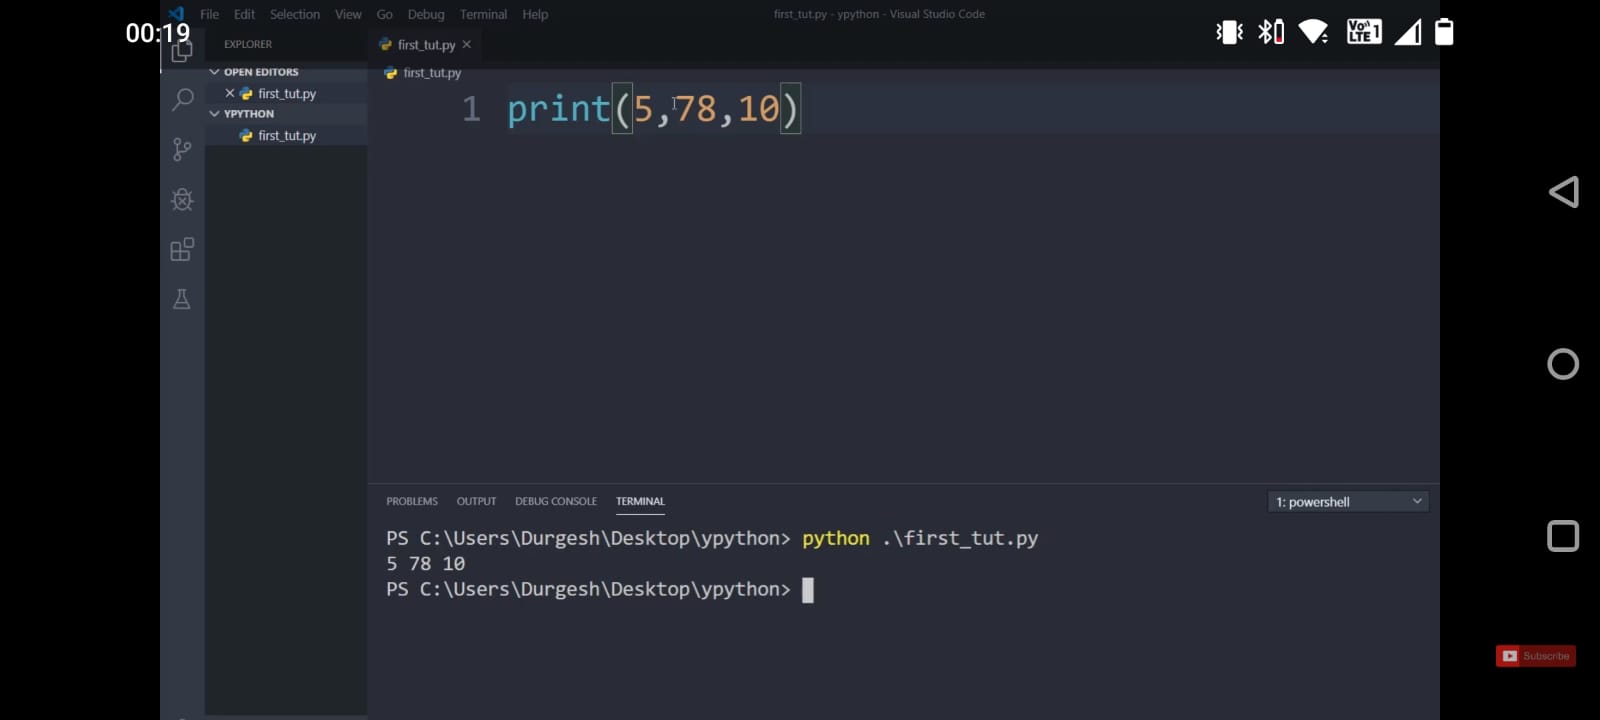 00:19
File Edit Selection View Go Debug Terminal Help
first_tut.py - ypython - Visual Studio Code
VoLTE 1
EXPLORER
first_tut.py
OPEN EDITORS
first_tut.py
first_tut.py
YPYTHON
first_tut.py
1 print(5,78,10)
PROBLEMS OUTPUT DEBUG CONSOLE TERMINAL
1: powershell
PS C:\Users\Durgesh\Desktop\ypython> python .\first_tut.py
5 78 10
PS C:\Users\Durgesh\Desktop\ypython>
Subscribe